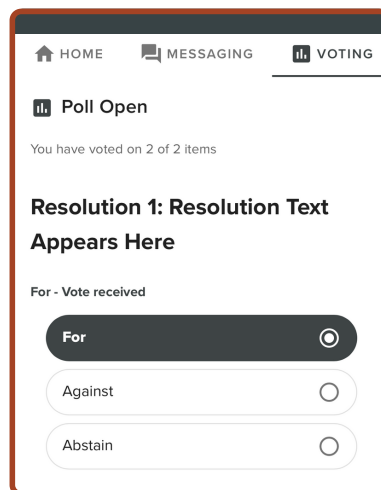 HOME MESSAGING VOTING
Poll Open
You have voted on 2 of 2 items
Resolution 1: Resolution Text
Appears Here
For - Vote received
For
Against
Abstain